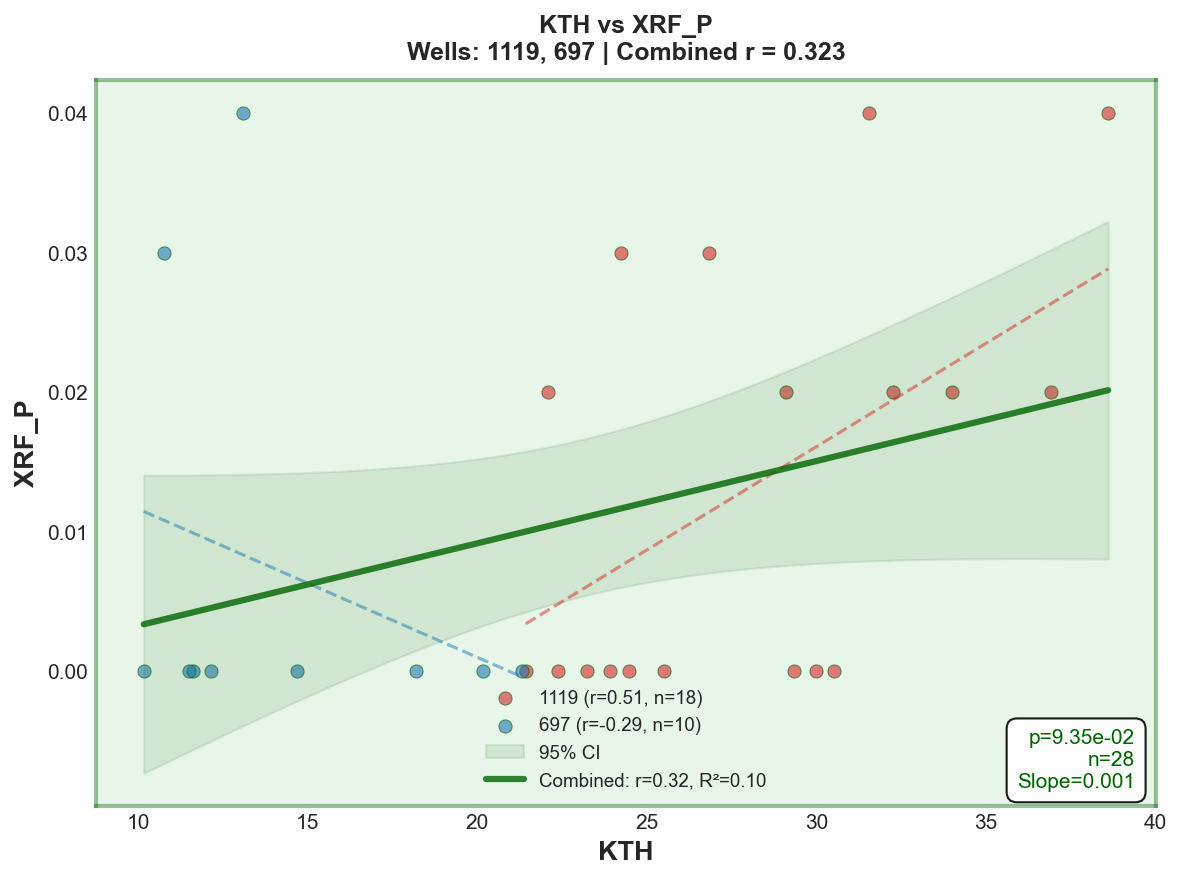 KTH vs XRF_P
Wells: 1119, 697 | Combined r = 0.323
XRF_P
0.04
0.03
0.02
0.01
0.00
1119 (r=0.51, n=18)
697 (r=-0.29, n=10)
95% CI
Combined: r=0.32, R²=0.10
p=9.35e-02
n=28
Slope=0.001
10
15
20
25
30
35
40
KTH